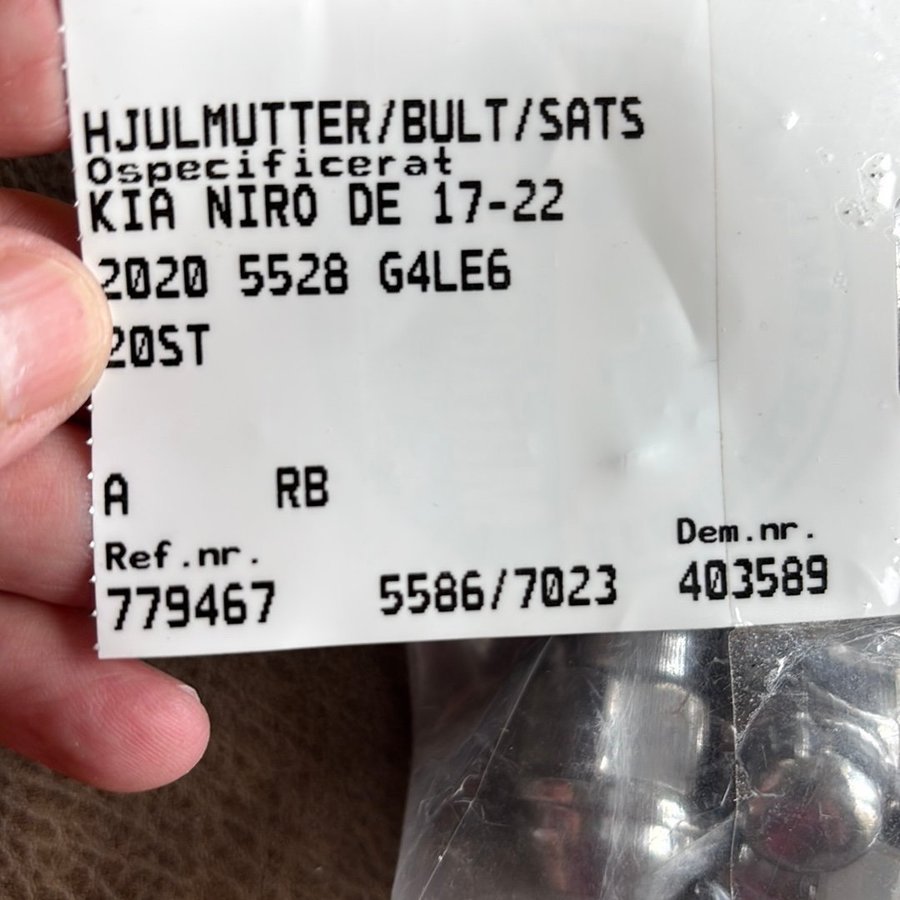 HJULMUTTER/BULT/SATS
Ospecificerat
KIA NIRO DE 17-22
2020 5528 G4LE6
20ST
A RB
Dem.nr.
Ref.nr.
779467 5586/7023 403589